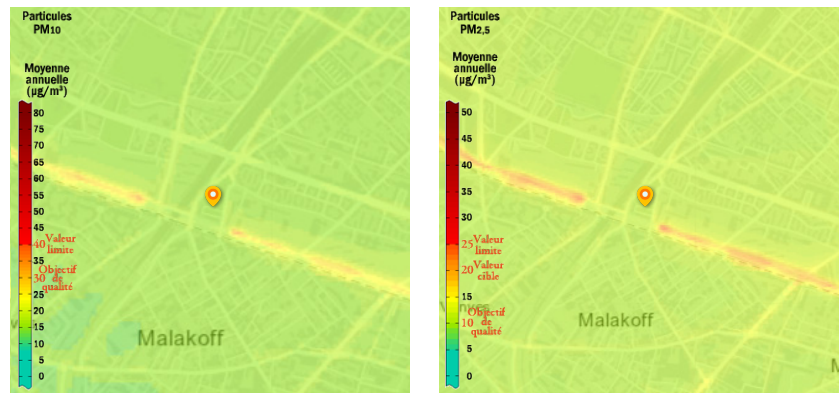 Particules
PM10
Moyenne
annuelle
(µg/m³)
80
75
70
65
60
55
50
45
40 Valeur
limite
35
Objectif
30 de
qualité
25
20
15
10
5
0
Malakoff
Particules
PM2,5
Moyenne
annuelle
(µg/m³)
50
45
40
35
30
25 Valeur
limite
20 Valeur
cible
15
Objectif
10 de
qualité
5
0
Malakoff
M